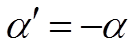 α′ = −α